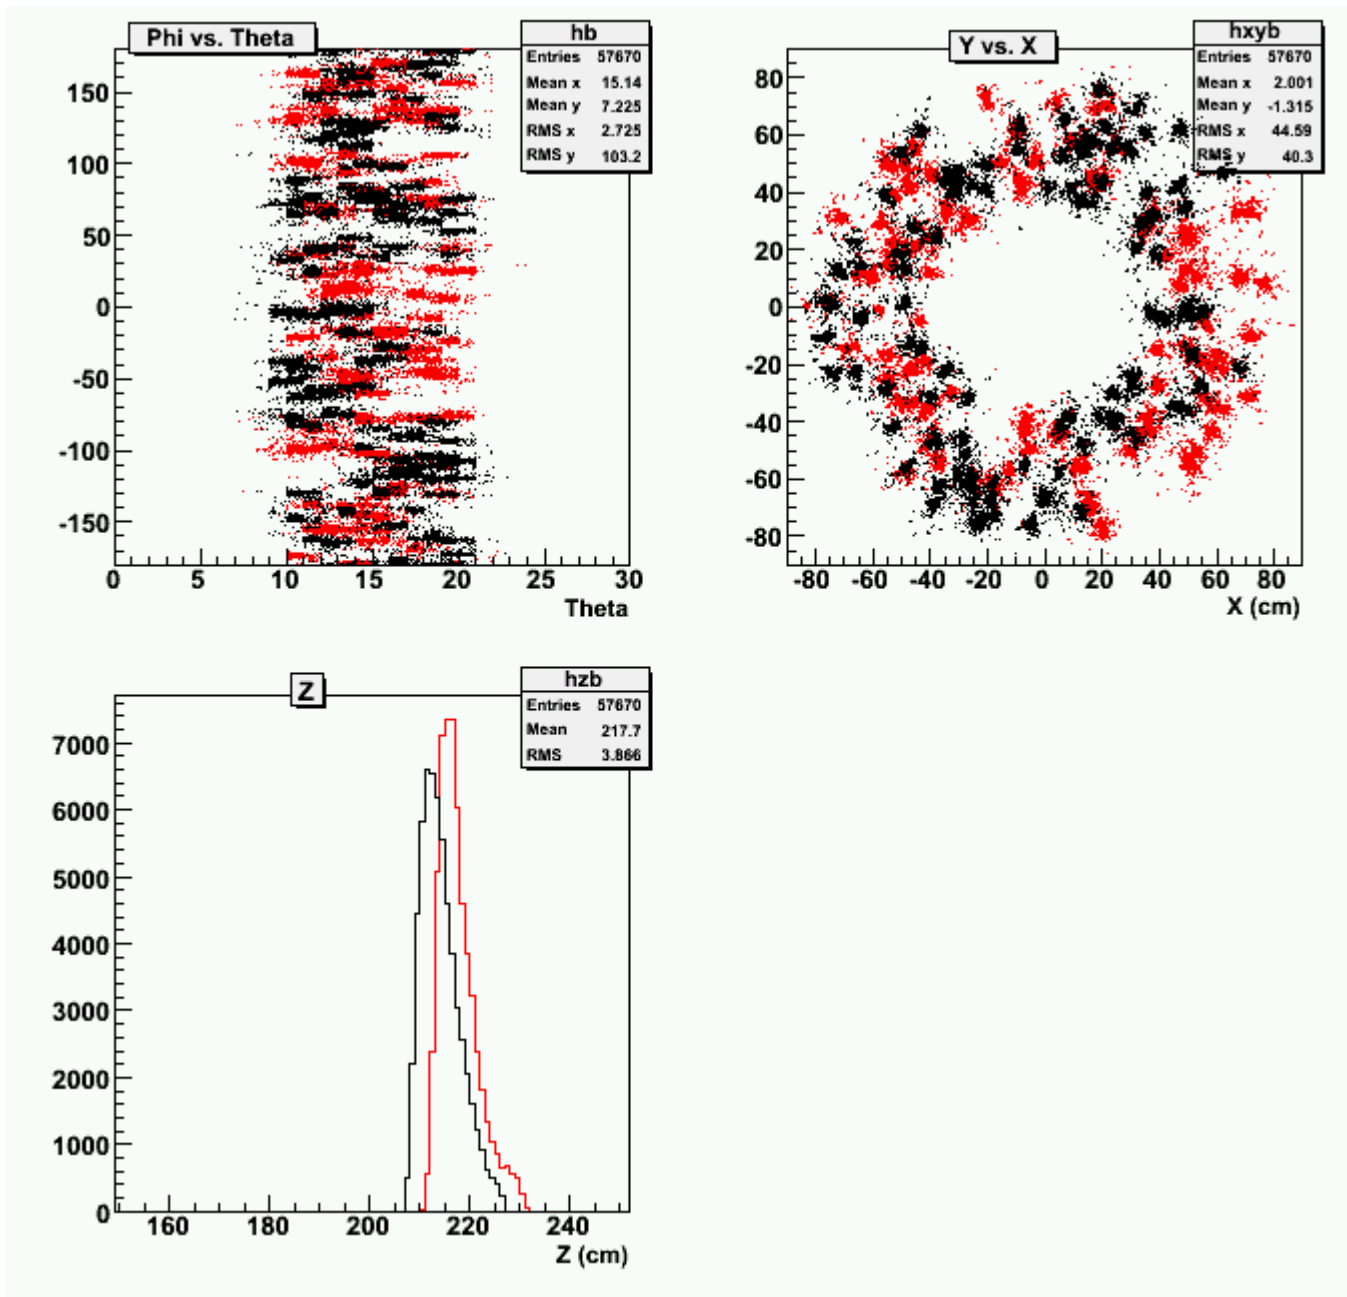 Phi vs. Theta
hb
Entries 57670
Mean x 15.14
Mean y 7.225
RMS x 2.725
RMS y 103.2
150
100
50
0
-50
-100
-150
0 5 10 15 20 25 30
Theta
Y vs. X
hxyb
Entries 57670
Mean x 2.001
Mean y -1.315
RMS x 44.59
RMS y 40.3
80
60
40
20
0
-20
-40
-60
-80
-80 -60 -40 -20 0 20 40 60 80
X (cm)
Z
hzb
Entries 57670
Mean 217.7
RMS 3.866
7000
6000
5000
4000
3000
2000
1000
0
160 180 200 220 240
Z (cm)